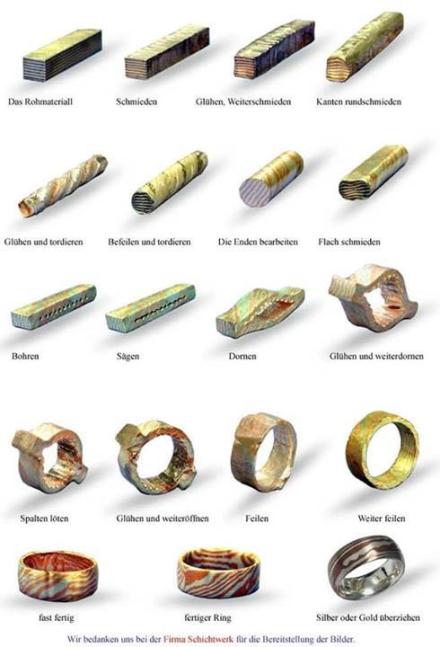 Das Rohmateriall
Schmieden
Glühen, Weiterschmieden
Kanten rundschmieden
Glühen und tordieren
Befeilen und tordieren
Die Enden bearbeiten
Flach schmieden
Bohren
Sägen
Dornen
Glühen und weiterdornen
Spalten löten
Glühen und weiteröffnen
Feilen
Weiter feilen
fast fertig
fertiger Ring
Silber oder Gold überziehen
Wir bedanken uns bei der Firma Schichtwerk für die Bereitstellung der Bilder.